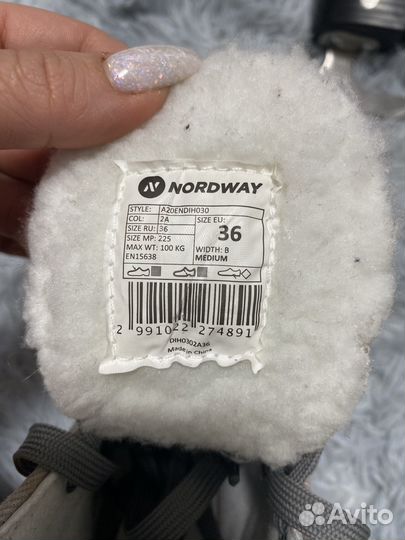 NORDWAY
STYLE: A20ENDIH030
COL: 2A
SIZE RU: 36
SIZE MP: 225
MAX WT: 100 KG
EN15638
SIZE EU:
36
WIDTH: B
MEDIUM
2 991022 274891
DIH0302A36
Made in China
Avito